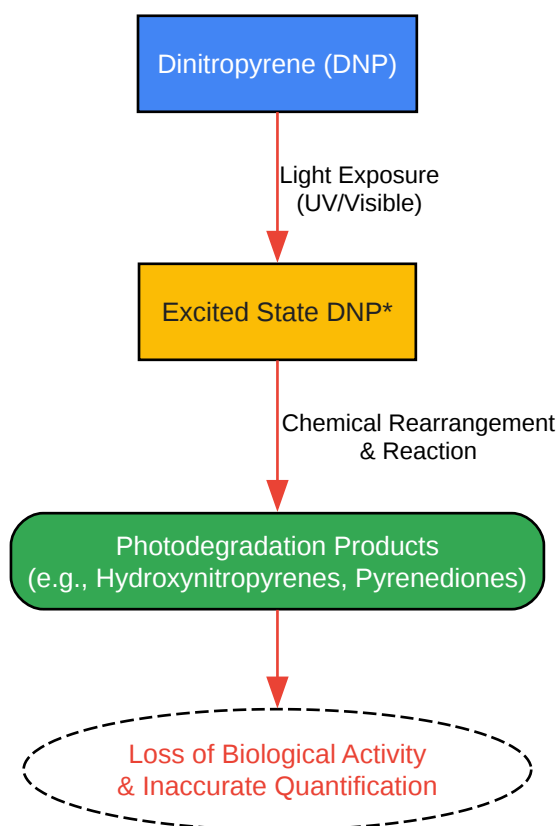 Dinitropyrene (DNP)
Light Exposure
(UV/Visible)
Excited State DNP*
Chemical Rearrangement
& Reaction
Photodegradation Products
(e.g., Hydroxynitropyrenes, Pyrenediones)
Loss of Biological Activity
& Inaccurate Quantification